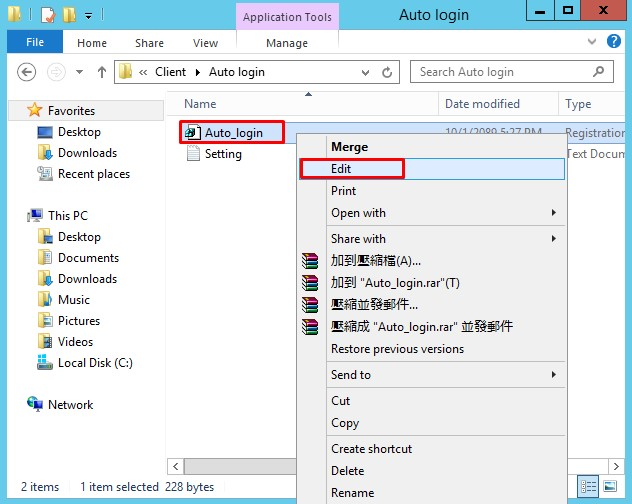 Application Tools
Auto login
File
Home
Share
View
Manage
« Client ▸ Auto login
Search Auto login
Name
Date modified
Type
Favorites
Desktop
Downloads
Recent places
This PC
Desktop
Documents
Downloads
Music
Pictures
Videos
Local Disk (C:)
Network
Auto_login
10/1/2089 5:27 PM
Registration
Setting
Text Docum
Merge
Edit
Print
Open with
Share with
加到壓縮檔(A)...
加到 "Auto_login.rar"(T)
壓縮並發郵件...
壓縮成 "Auto_login.rar" 並發郵件
Restore previous versions
Send to
Cut
Copy
Create shortcut
Delete
Rename
2 items
1 item selected 228 bytes